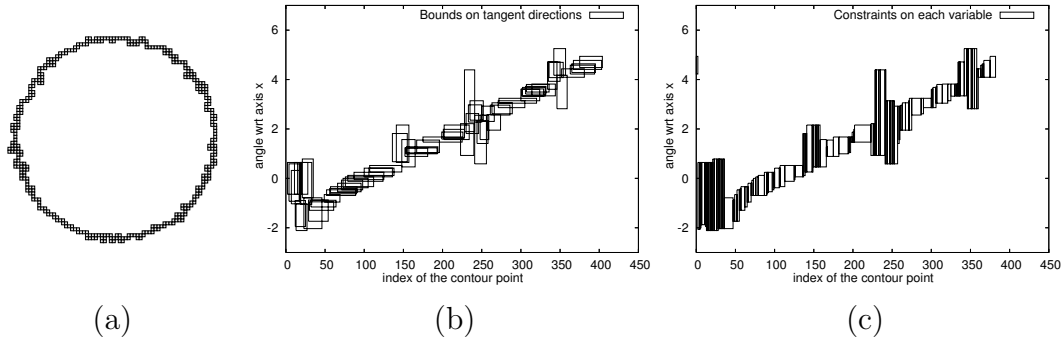 6
4
2
0
-2
angle wrt axis x
Bounds on tangent directions
0 50 100 150 200 250 300 350 400 450
index of the contour point
6
4
2
0
-2
angle wrt axis x
Constraints on each variable
0 50 100 150 200 250 300 350 400 450
index of the contour point
(a) (b) (c)